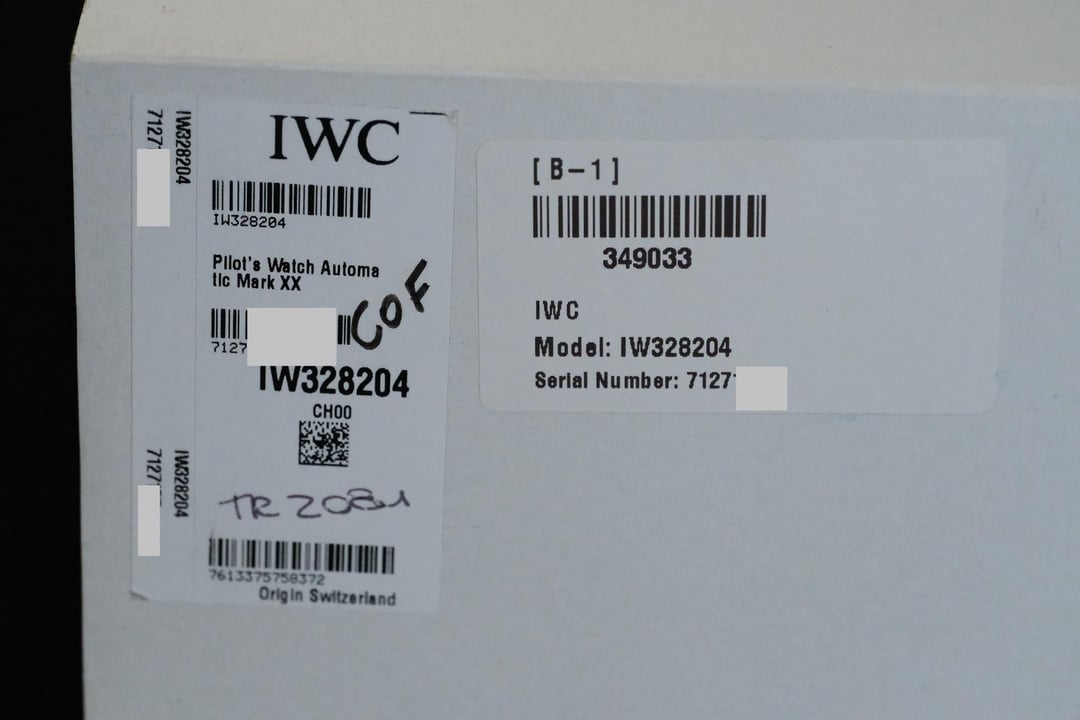 7127
IW328204
IWC
IW328204
Pilot's Watch Automa
tic Mark XX
COF
7127
IW328204
CH00
7127
IW328204
7613375758372
Origin Switzerland
[ B-1 ]
349033
IWC
Model: IW328204
Serial Number: 7127